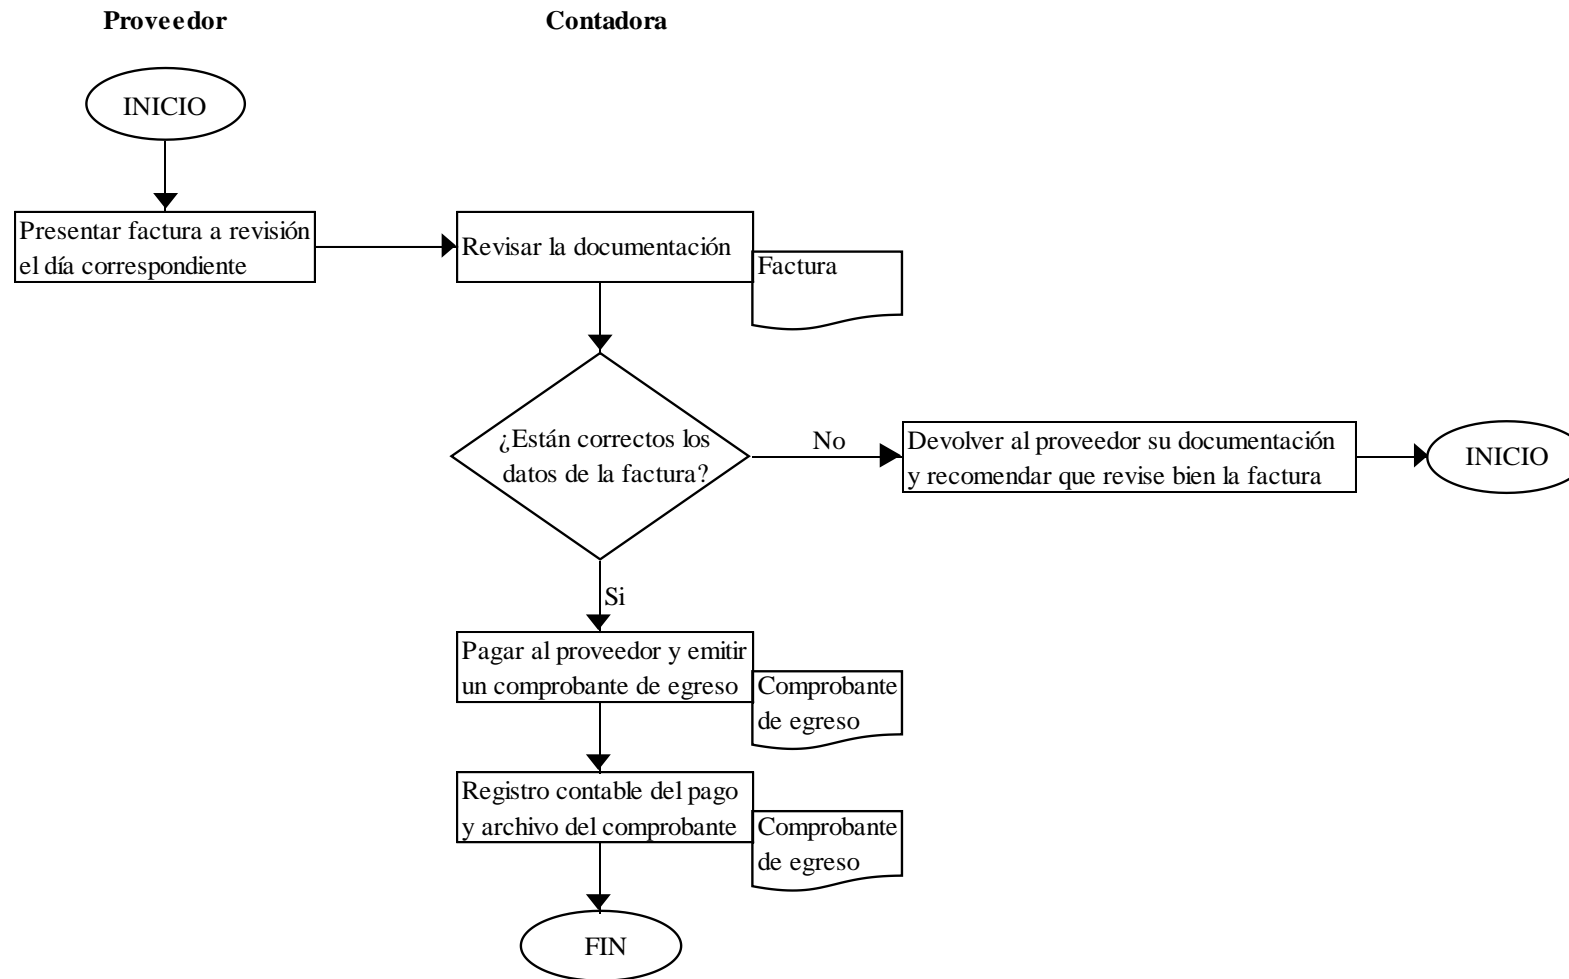 Proveedor
Contadora
INICIO
Presentar factura a revisión
el día correspondiente
Revisar la documentación
Factura
¿Están correctos los
datos de la factura?
No
Devolver al proveedor su documentación
y recomendar que revise bien la factura
INICIO
Si
Pagar al proveedor y emitir
un comprobante de egreso
Comprobante
de egreso
Registro contable del pago
y archivo del comprobante
Comprobante
de egreso
FIN